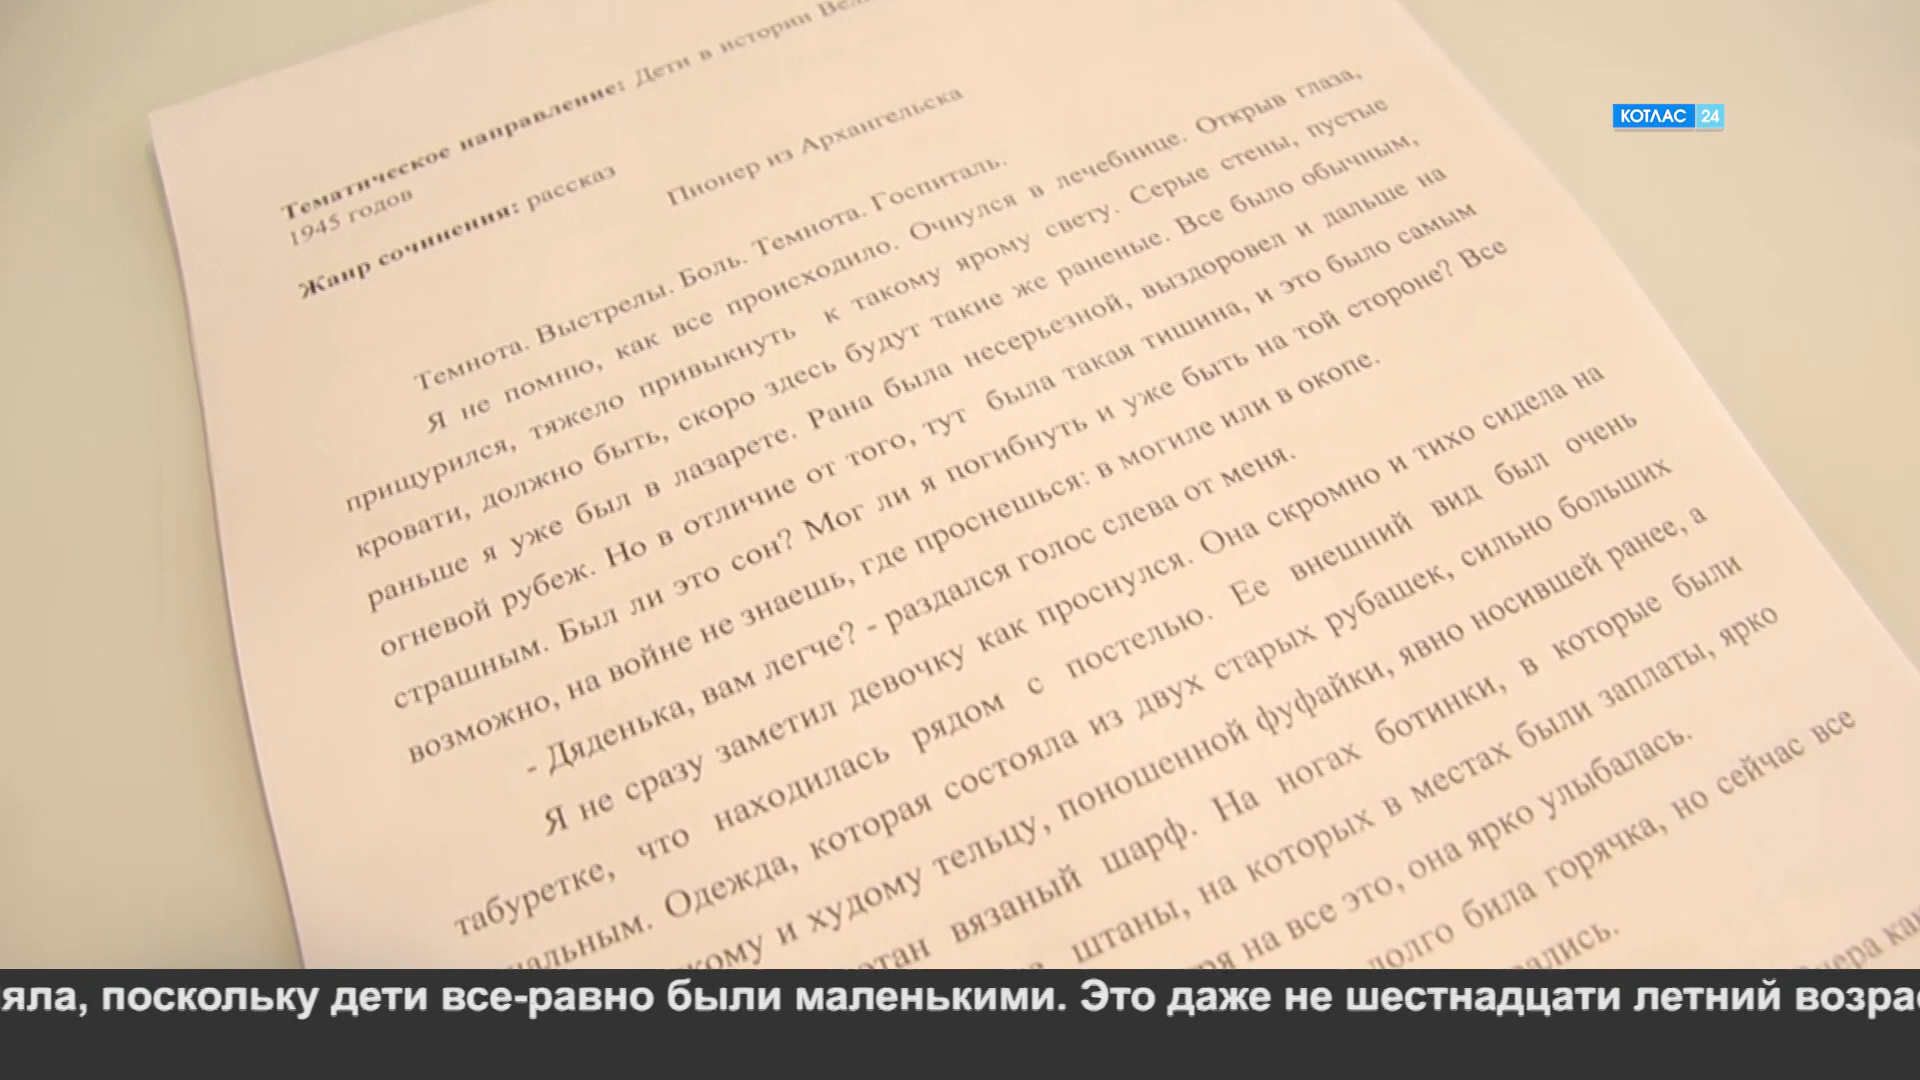 Тематическое направление: Дети в истории
1945 годов
Жанр сочинения: рассказ
Пионер из Архангельска
Темнота. Выстрелы. Боль. Темнота. Госпиталь.
Я не помню, как все происходило. Очнулся в лечебнице. Открыв глаза,
прищурился, тяжело привыкнуть к такому ярому свету. Серые стены, пустые
кровати, должно быть, скоро здесь будут такие же раненые. Все было обычным,
раньше я уже был в лазарете. Рана была несерьезной, выздоровел и дальше на
огневой рубеж. Но в отличие от того, тут была такая тишина, и это было самым
страшным. Был ли это сон? Мог ли я погибнуть и уже быть на той стороне? Все
возможно, на войне не знаешь, где проснешься: в могиле или в окопе.
- Дяденька, вам легче? - раздался голос слева от меня.
Я не сразу заметил девочку как проснулся. Она скромно и тихо сидела на
табуретке, что находилась рядом с постелью. Ее внешний вид был очень
альным. Одежда, которая состояла из двух старых рубашек, сильно больших
кому и худому тельцу, поношенной фуфайки, явно носившей ранее, а
отан вязаный шарф. На ногах ботинки, в которые были
штаны, на которых в местах были заплаты, ярко
ря на все это, она ярко улыбалась.
долго била горячка, но сейчас все
ались.
КОТЛАС 24
яла, поскольку дети все-равно были маленькими. Это даже не шестнадцати летний возрас